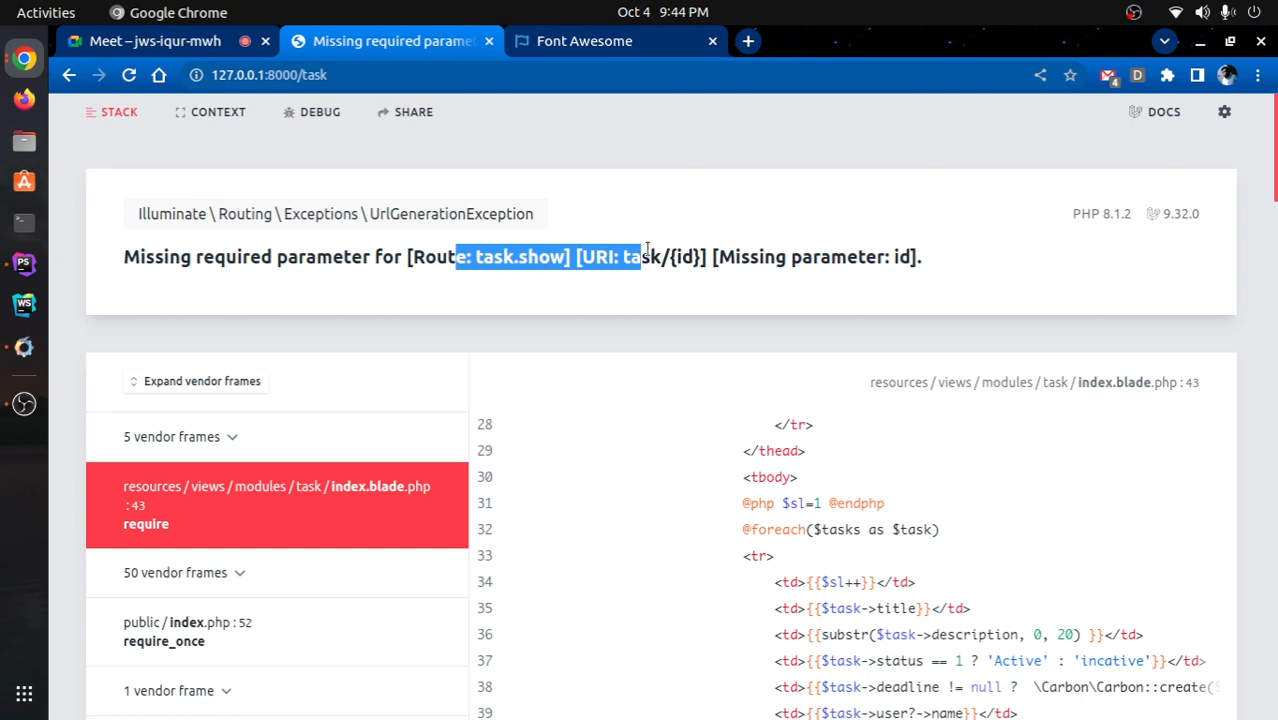 Activities
Google Chrome
Oct 4 9:44 PM
Meet – jws-iqur-mwh
Missing required parame
Font Awesome
127.0.0.1:8000/task
4
D
STACK
CONTEXT
DEBUG
SHARE
DOCS
Illuminate \ Routing \ Exceptions \ UrlGenerationException
PHP 8.1.2
9.32.0
Missing required parameter for [Route: task.show] [URI: task/{id}] [Missing parameter: id].
Expand vendor frames
resources / views / modules / task / index.blade.php : 43
5 vendor frames
resources / views / modules / task / index.blade.php
: 43
require
50 vendor frames
public / index.php : 52
require_once
1 vendor frame
28 </tr>
29 </thead>
30 <tbody>
31 @php $sl=1 @endphp
32 @foreach($tasks as $task)
33 <tr>
34 <td>{{$sl++}}</td>
35 <td>{{$task->title}}</td>
36 <td>{{substr($task->description, 0, 20) }}</td>
37 <td>{{$task->status == 1 ? 'Active' : 'incative'}}</td>
38 <td>{{$task->deadline != null ? \Carbon\Carbon::create($
39 <td>{{$task->user?->name}}</td>
PS
WS